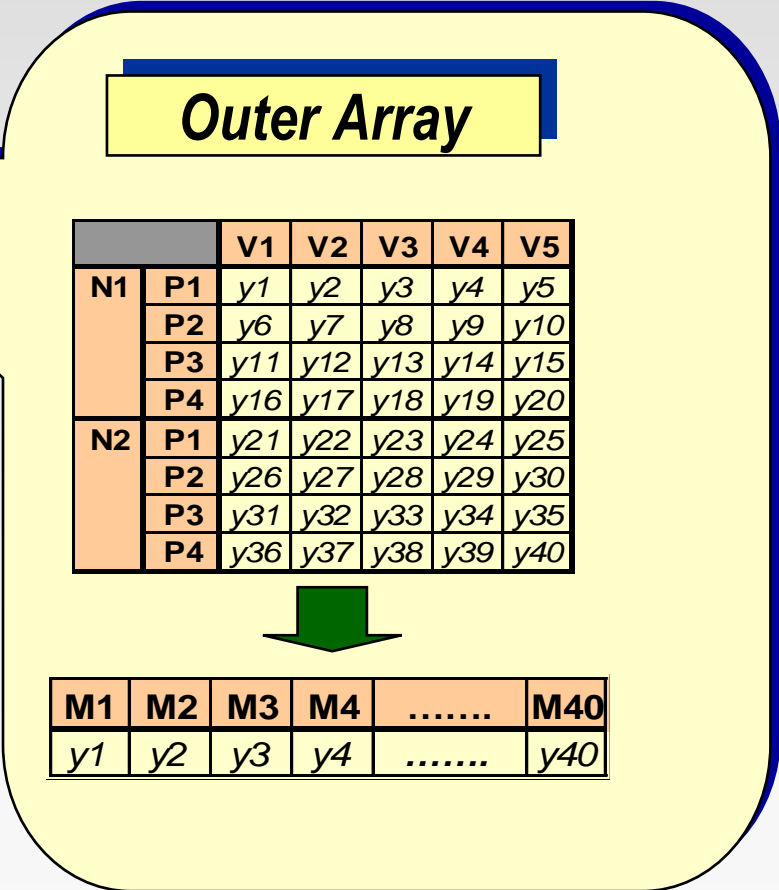 Outer Array
V1 V2 V3 V4 V5
N1 P1 y1 y2 y3 y4 y5
P2 y6 y7 y8 y9 y10
P3 y11 y12 y13 y14 y15
P4 y16 y17 y18 y19 y20
N2 P1 y21 y22 y23 y24 y25
P2 y26 y27 y28 y29 y30
P3 y31 y32 y33 y34 y35
P4 y36 y37 y38 y39 y40
M1 M2 M3 M4 ....... M40
y1 y2 y3 y4 ....... y40